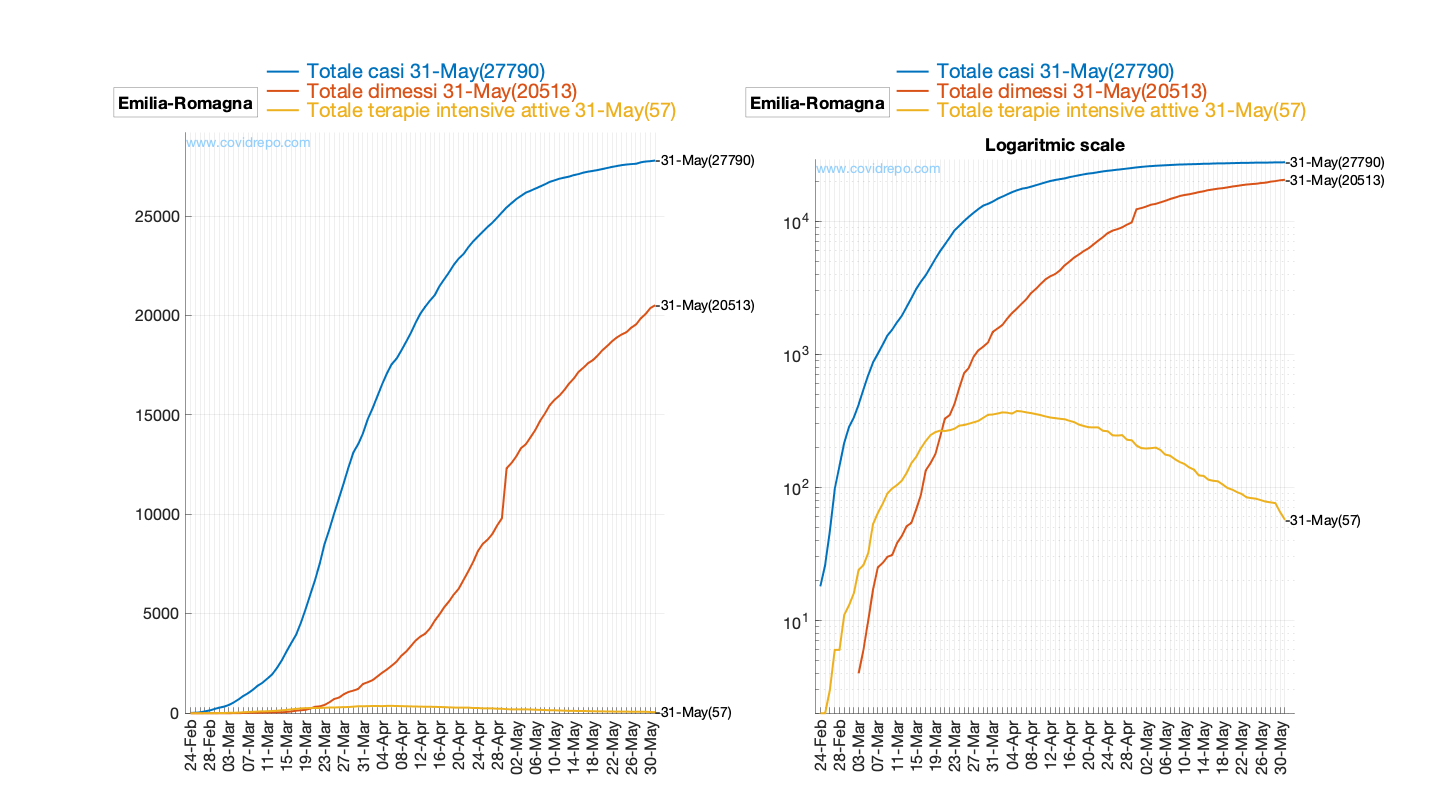 Totale casi 31-May(27790)
Totale dimessi 31-May(20513)
Totale terapie intensive attive 31-May(57)
Emilia-Romagna
www.covidrepo.com
31-May(27790)
31-May(20513)
31-May(57)
25000
20000
15000
10000
5000
0
24-Feb
28-Feb
03-Mar
07-Mar
11-Mar
15-Mar
19-Mar
23-Mar
27-Mar
31-Mar
04-Apr
08-Apr
12-Apr
16-Apr
20-Apr
24-Apr
28-Apr
02-May
06-May
10-May
14-May
18-May
22-May
26-May
30-May
Totale casi 31-May(27790)
Totale dimessi 31-May(20513)
Totale terapie intensive attive 31-May(57)
Emilia-Romagna
Logaritmic scale
www.covidrepo.com
31-May(27790)
31-May(20513)
31-May(57)
10^4
10^3
10^2
10^1
24-Feb
28-Feb
03-Mar
07-Mar
11-Mar
15-Mar
19-Mar
23-Mar
27-Mar
31-Mar
04-Apr
08-Apr
12-Apr
16-Apr
20-Apr
24-Apr
28-Apr
02-May
06-May
10-May
14-May
18-May
22-May
26-May
30-May